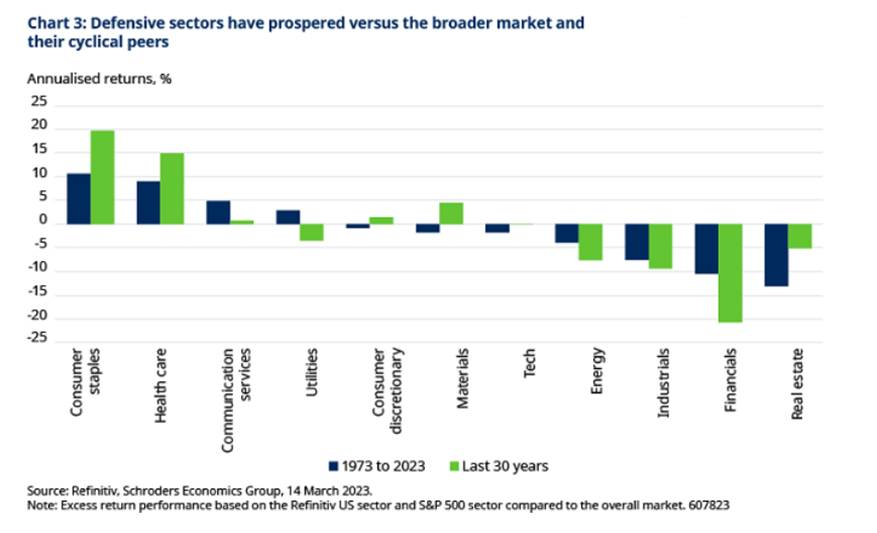 Chart 3: Defensive sectors have prospered versus the broader market and
their cyclical peers
Annualised returns, %
25
20
15
10
5
0
-5
-10
-15
-20
-25
Consumer
staples
Health care
Communication
services
Utilities
Consumer
discretionary
Materials
Tech
Energy
Industrials
Financials
Real estate
1973 to 2023
Last 30 years
Source: Refinitiv, Schroders Economics Group, 14 March 2023.
Note: Excess return performance based on the Refinitiv US sector and S&P 500 sector compared to the overall market. 607823